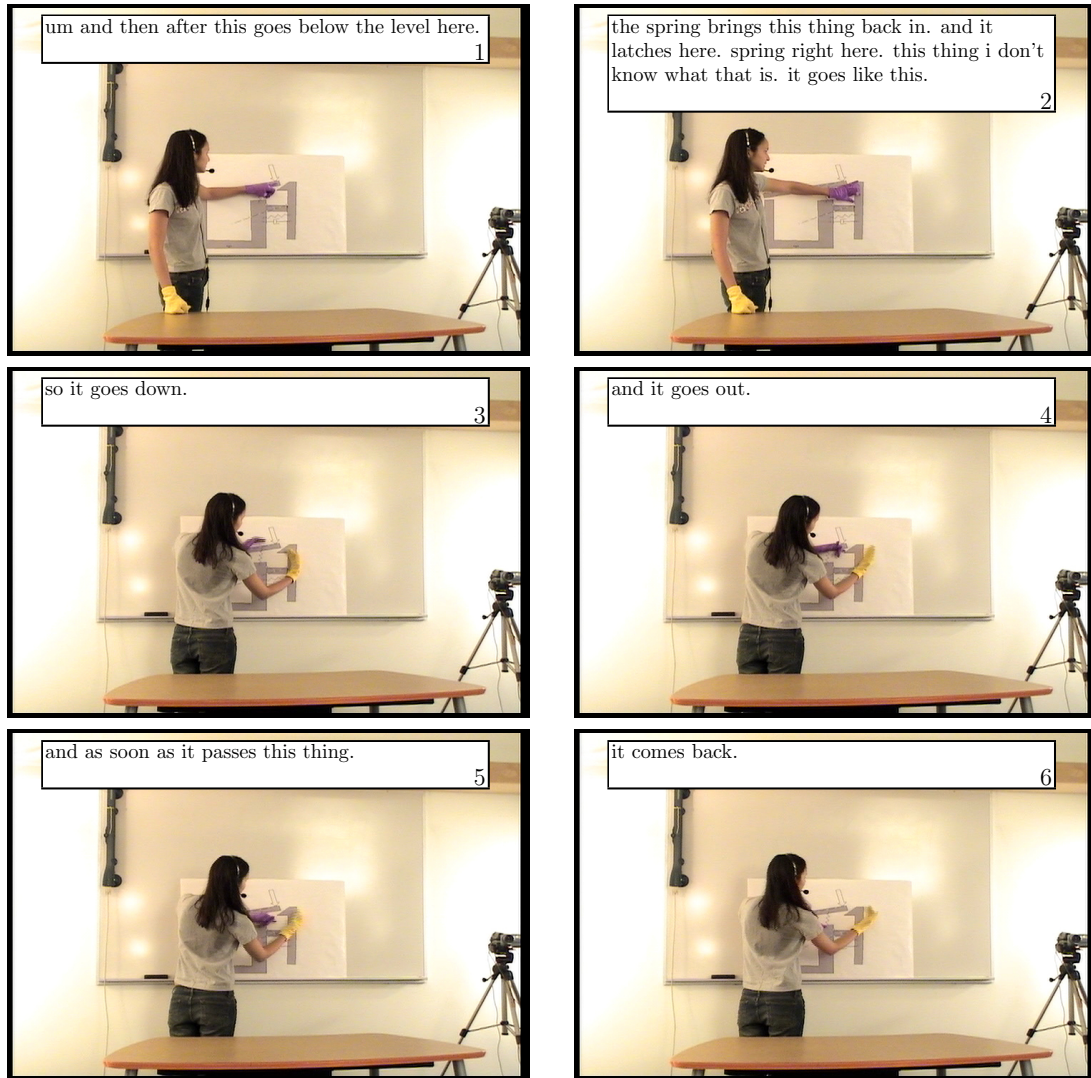 um and then after this goes below the level here.
1
the spring brings this thing back in. and it
latches here. spring right here. this thing i don't
know what that is. it goes like this.
2
so it goes down.
3
and it goes out.
4
and as soon as it passes this thing.
5
it comes back.
6